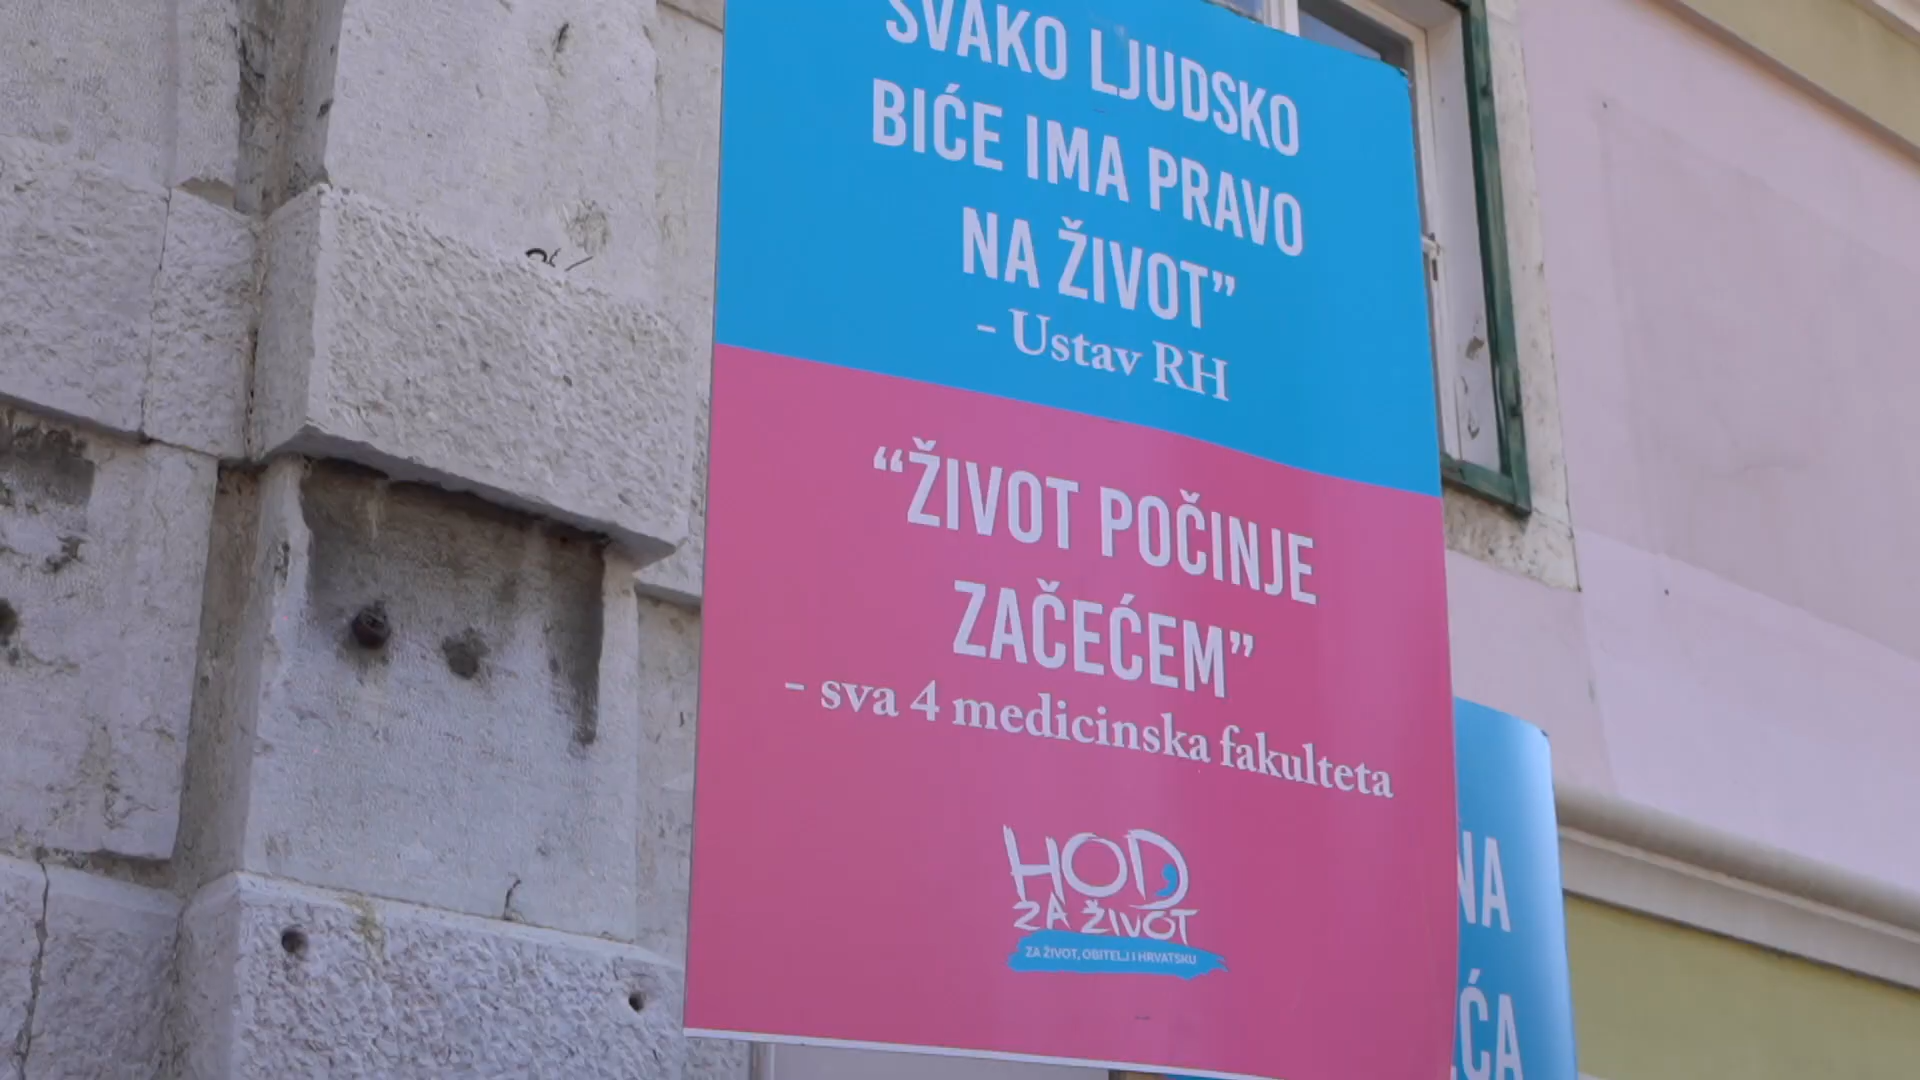 SVAKO LJUDSKO
BIĆE IMA PRAVO
NA ŽIVOT”
- Ustav RH
“ŽIVOT POČINJE
ZAČEĆEM”
- sva 4 medicinska fakulteta
HOD
ZA ŽIVOT
ZA ŽIVOT, OBITELJ I HRVATSKU
NA
ĆA